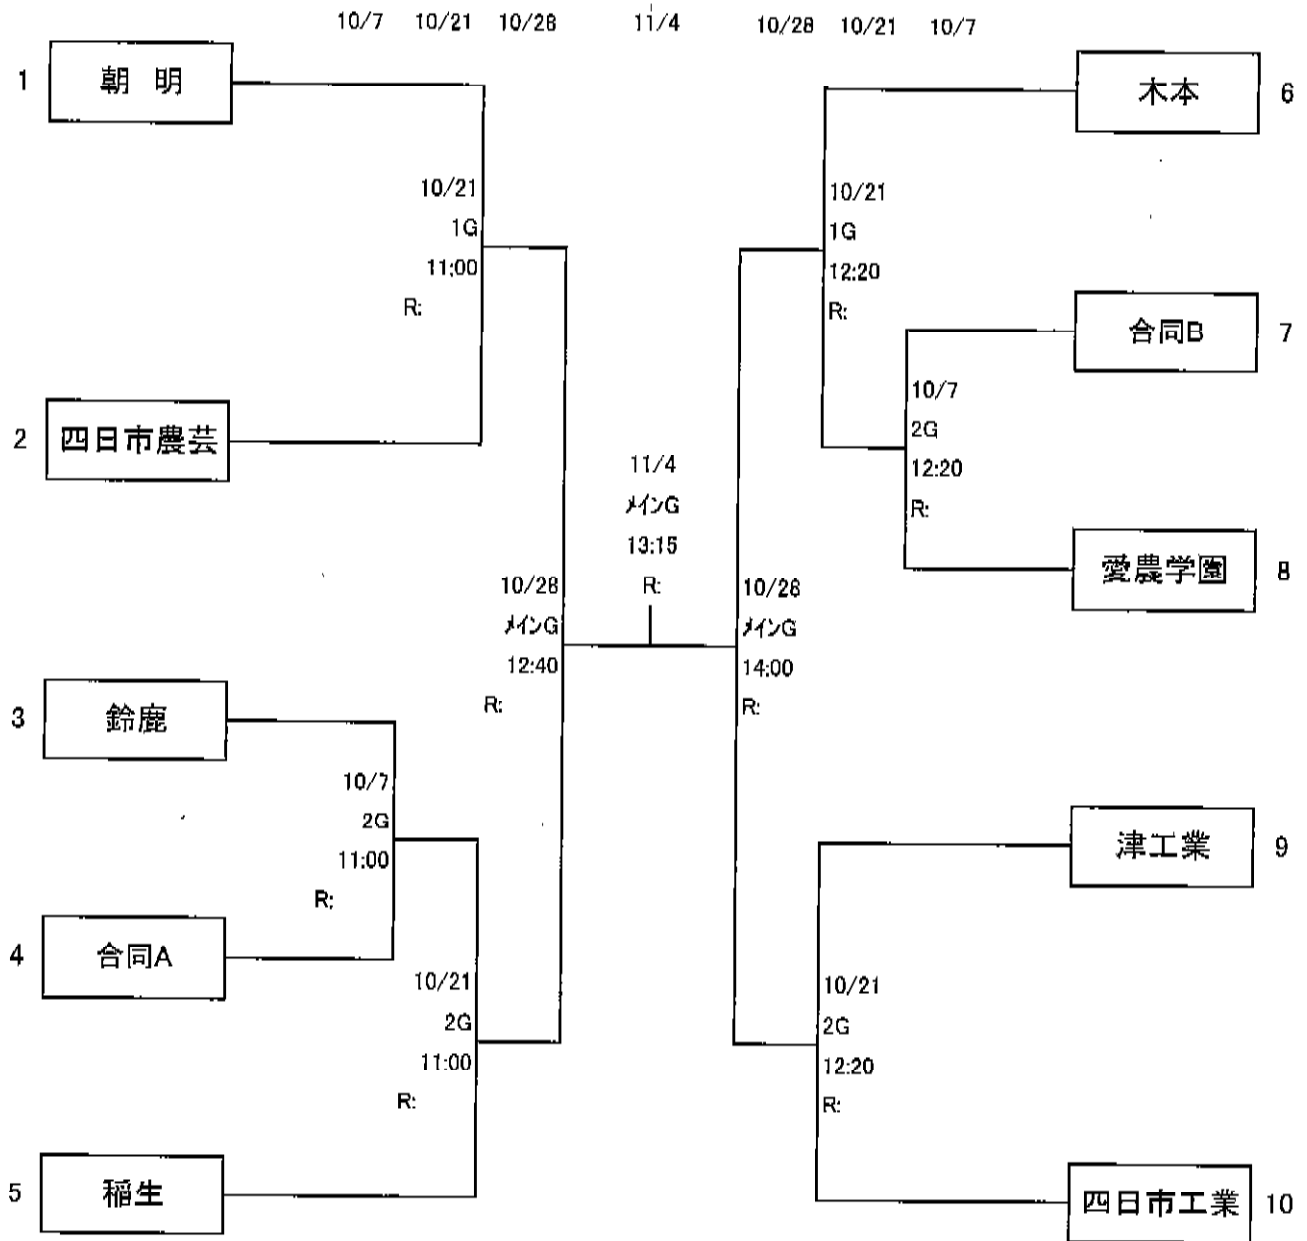 10/7 10/21 10/28 11/4 10/28 10/21 10/7
1 朝 明
10/21
1G
11:00
R:
2 四日市農芸
3 鈴鹿
10/7
2G
11:00
R:
4 合同A
10/21
2G
11:00
R:
5 稲生
10/28
メインG
12:40
R:
11/4
メインG
13:15
R:
10/28
メインG
14:00
R:
木本 6
10/21
1G
12:20
R:
合同B 7
10/7
2G
12:20
R:
愛農学園 8
津工業 9
10/21
2G
12:20
R:
四日市工業 10